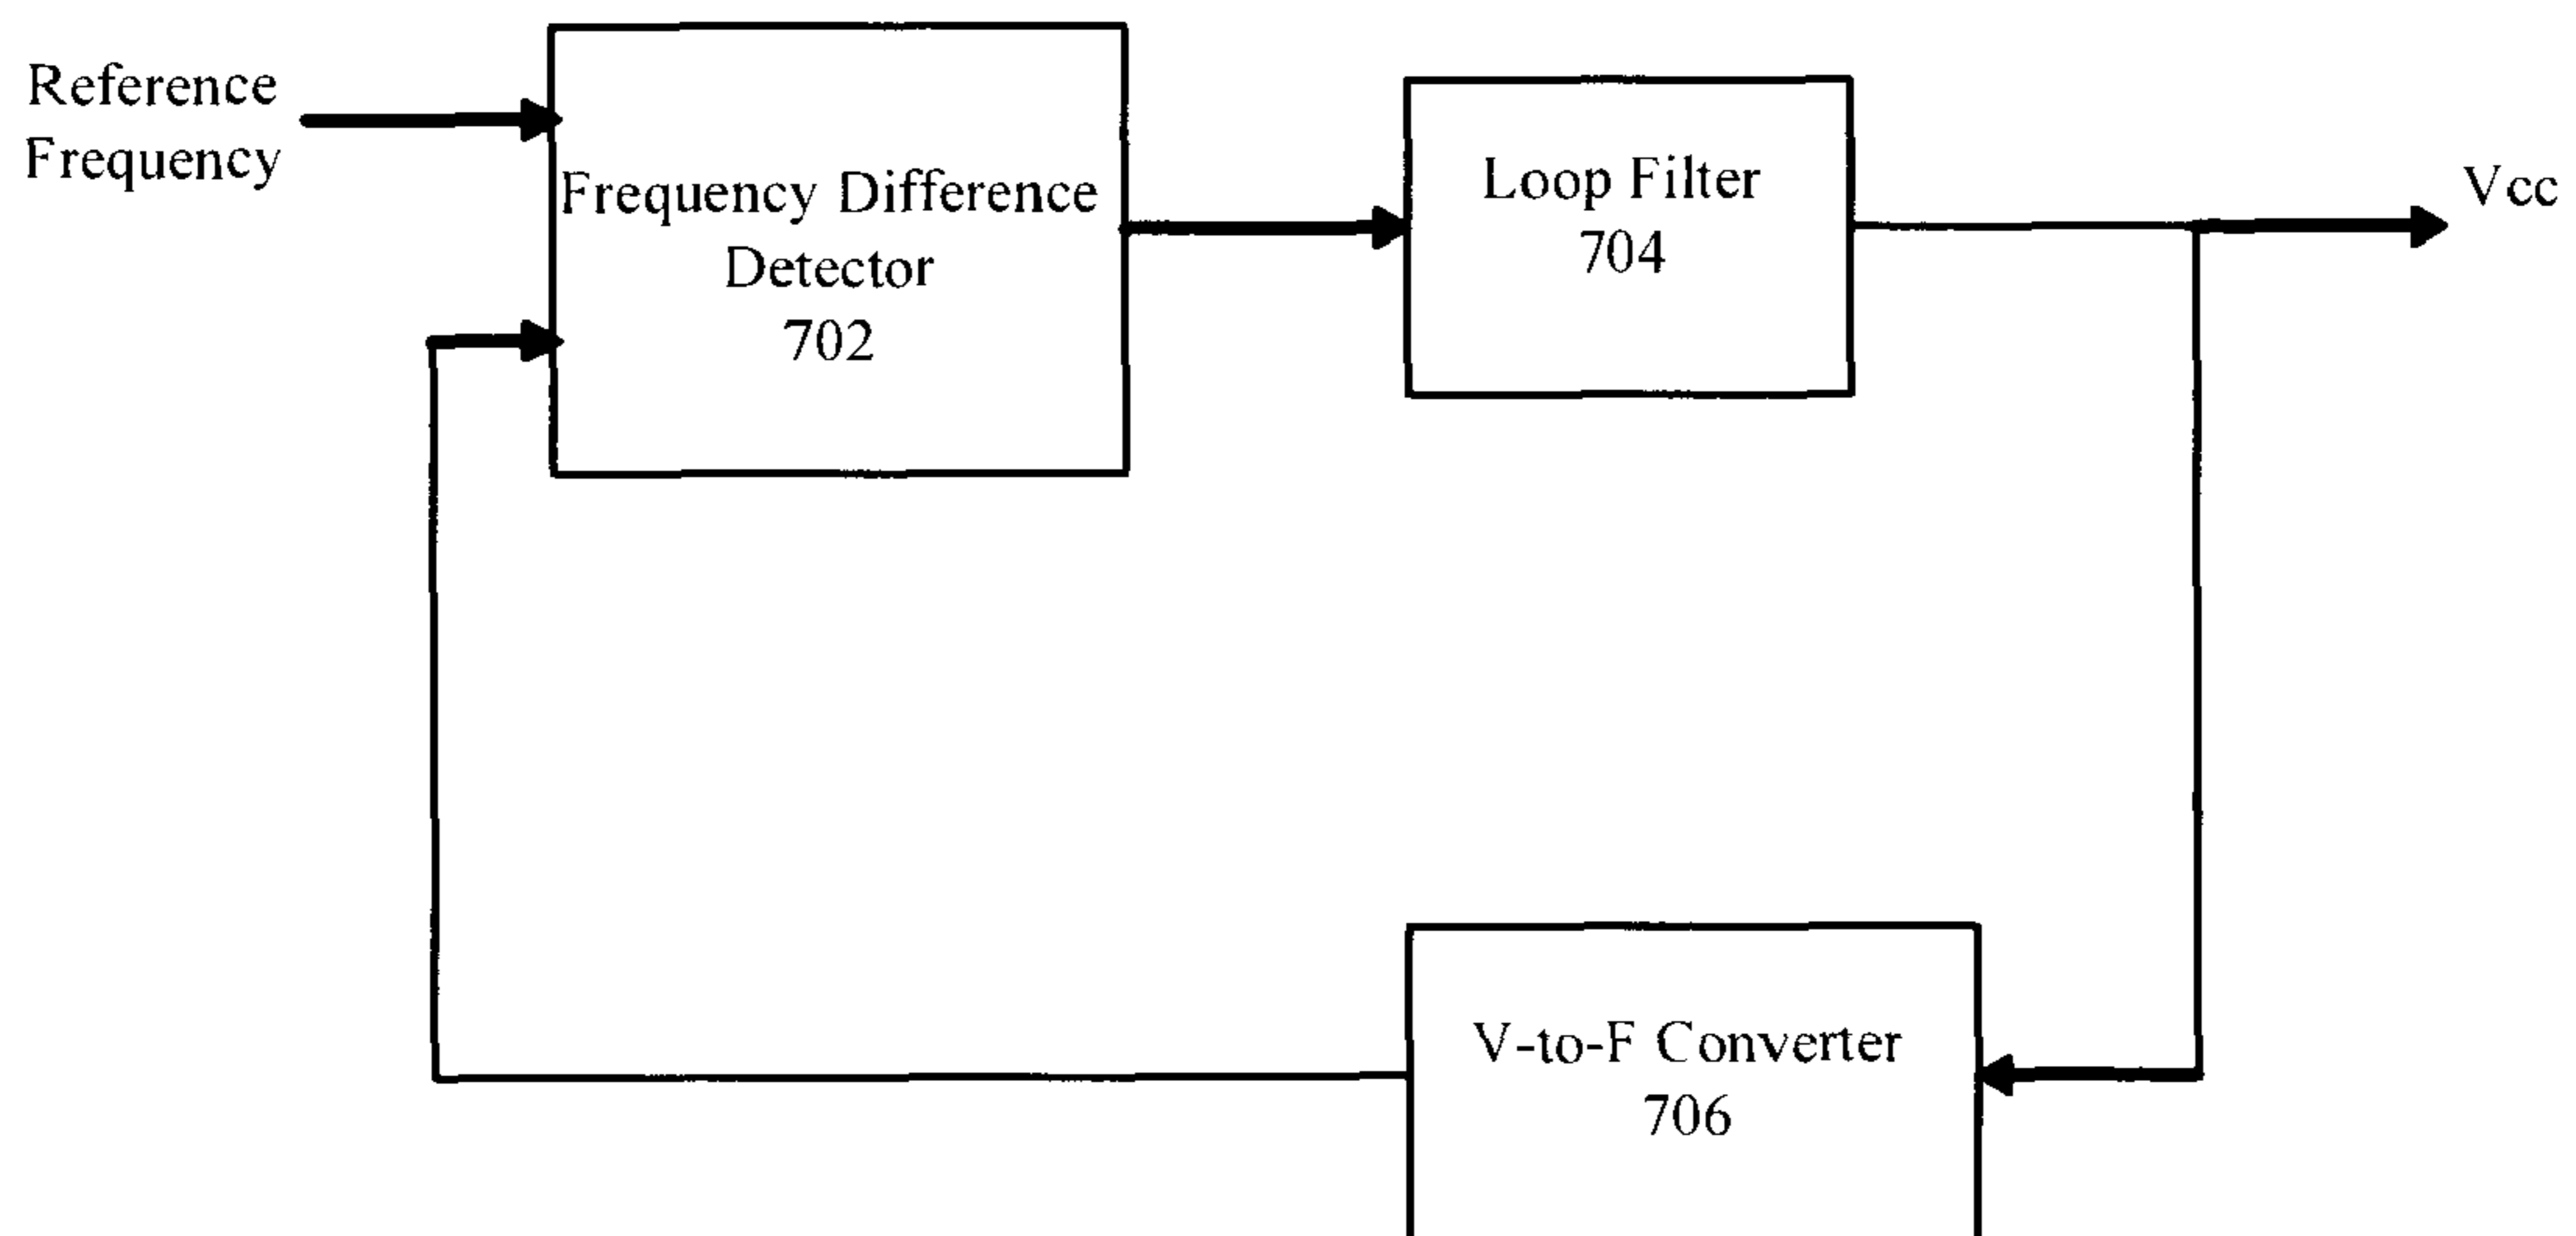 Reference
Frequency
Frequency Difference
Detector
702
Loop Filter
704
Vcc
V-to-F Converter
706